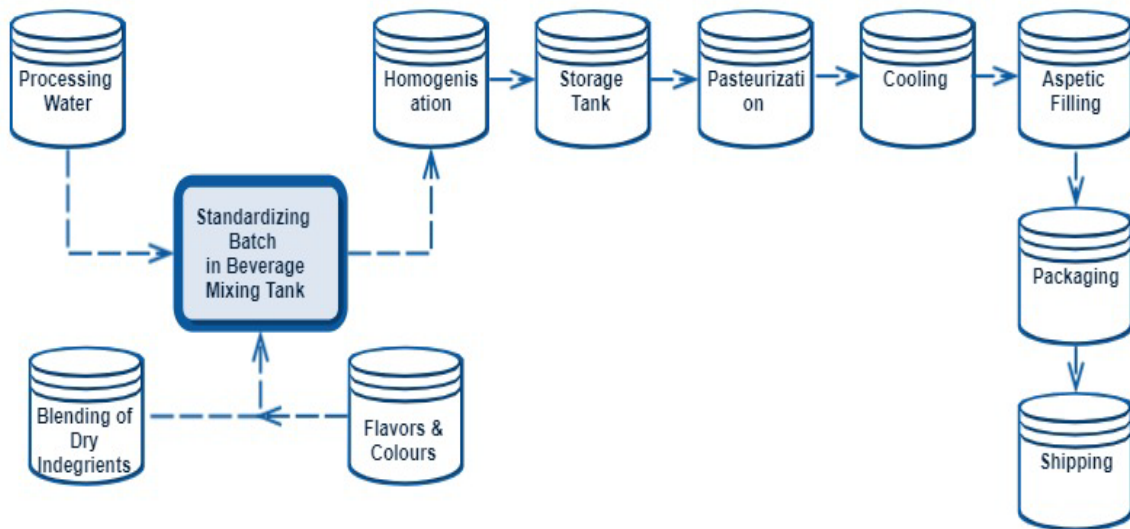 Processing
Water
Homogenis
ation
Storage
Tank
Pasteurizati
on
Cooling
Aspetic
Filling
Standardizing
Batch
in Beverage
Mixing Tank
Packaging
Blending of
Dry
Indegrients
Flavors &
Colours
Shipping